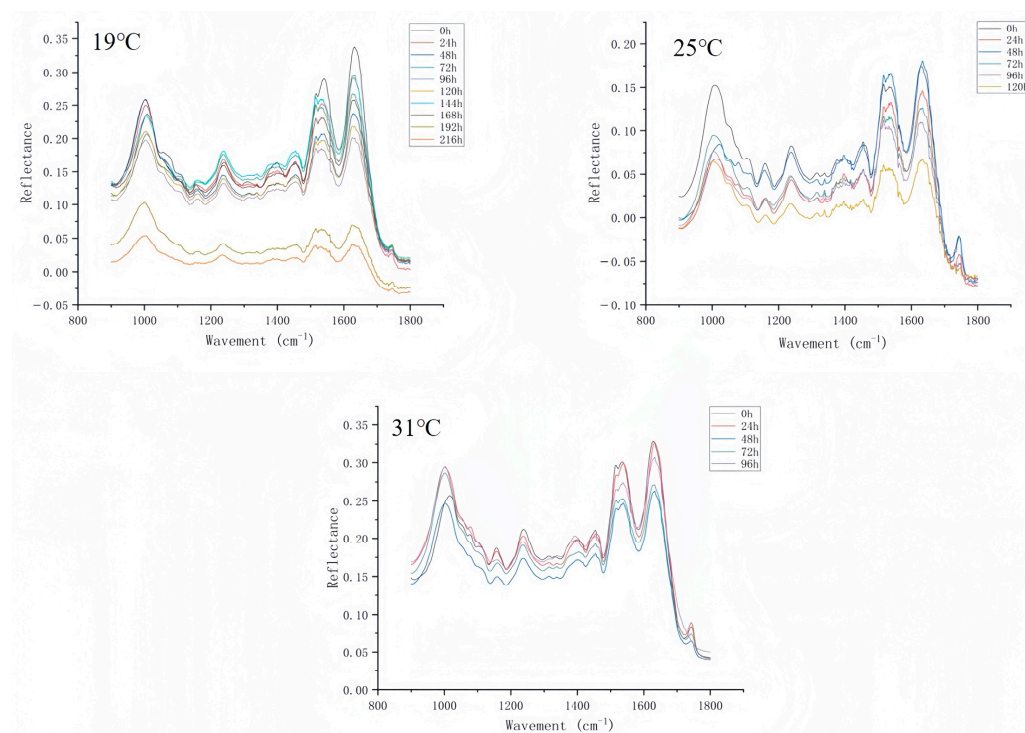 19℃
0.35
0.30
0.25
0.20
0.15
0.10
0.05
0.00
−0.05
Reflectance
800 1000 1200 1400 1600 1800
Wavement (cm⁻¹)
0h
24h
48h
72h
96h
120h
144h
168h
192h
216h
25℃
0.20
0.15
0.10
0.05
0.00
−0.05
−0.10
Reflectance
800 1000 1200 1400 1600 1800
Wavement (cm⁻¹)
0h
24h
48h
72h
96h
120h
31℃
0.35
0.30
0.25
0.20
0.15
0.10
0.05
0.00
Reflectance
800 1000 1200 1400 1600 1800
Wavement (cm⁻¹)
0h
24h
48h
72h
96h